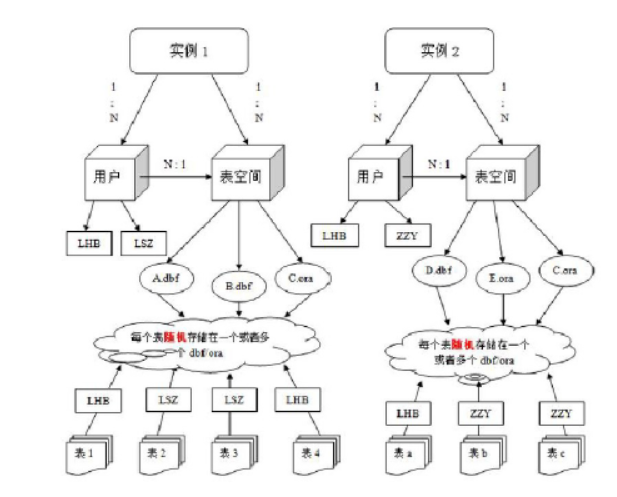 实例 1
实例 2
1
:
N
1
:
N
1
:
N
1
:
N
用户
N : 1
表空间
用户
N: 1
表空间
LHB
LSZ
LHB
ZZY
A.dbf
B.dbf
C.ora
D.dbf
E.ora
C.ora
每个表随机存储在一个或者多
个 dbf/ora
每个表随机存储在一个
或者多个 dbf/ora
LHB
LSZ
LSZ
LHB
LHB
ZZY
ZZY
表 1
表 2
表 3
表 4
表 a
表 b
表 c